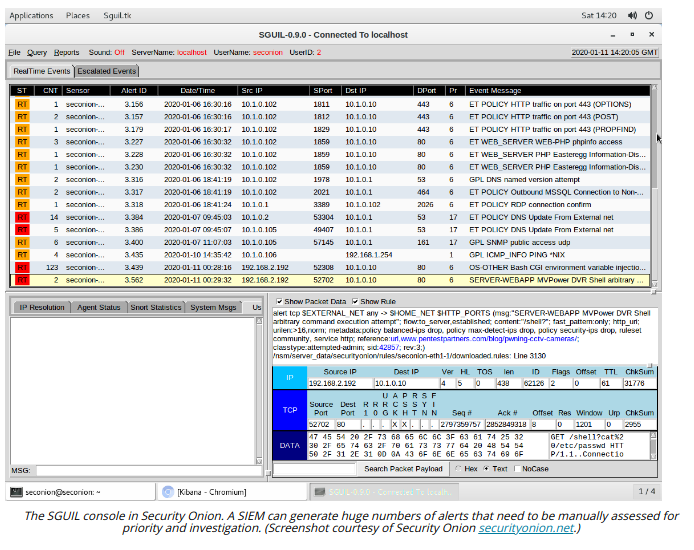 Applications Places SguilTk Sat 14:20
SGUIL-0.9.0 - Connected To localhost
File Query Reports Sound: Off ServerName: localhost UserName: seconion UserID: 2 2020-01-11 14:20:05 GMT
RealTime Events Escalated Events
ST CNT Sensor Alert ID Date/Time Src IP SPort Dst IP DPort Pr Event Message
RT 1 seconion-... 3.156 2020-01-06 16:30:16 10.1.0.102 1811 10.1.0.10 443 6 ET POLICY HTTP traffic on port 443 (OPTIONS)
RT 2 seconion-... 3.157 2020-01-06 16:30:16 10.1.0.102 1812 10.1.0.10 443 6 ET POLICY HTTP traffic on port 443 (POST)
RT 1 seconion-... 3.179 2020-01-06 16:30:17 10.1.0.102 1829 10.1.0.10 443 6 ET POLICY HTTP traffic on port 443 (PROPFIND)
RT 3 seconion-... 3.227 2020-01-06 16:30:32 10.1.0.102 1859 10.1.0.10 80 6 ET WEB_SERVER WEB-PHP phpinfo access
RT 1 seconion-... 3.228 2020-01-06 16:30:32 10.1.0.102 1859 10.1.0.10 80 6 ET WEB_SERVER PHP Easteregg Information-Dis...
RT 1 seconion-... 3.230 2020-01-06 16:30:32 10.1.0.102 1859 10.1.0.10 80 6 ET WEB_SERVER PHP Easteregg Information-Dis...
RT 2 seconion-... 3.316 2020-01-06 18:41:19 10.1.0.102 1978 10.1.0.1 53 6 GPL DNS named version attempt
RT 2 seconion-... 3.317 2020-01-06 18:41:19 10.1.0.102 2021 10.1.0.1 464 6 ET POLICY Outbound MSSQL Connection to Non-...
RT 1 seconion-... 3.318 2020-01-06 18:41:24 10.1.0.1 3389 10.1.0.102 2026 6 ET POLICY RDP connection confirm
RT 14 seconion-... 3.384 2020-01-07 09:45:03 10.1.0.2 53304 10.1.0.1 53 17 ET POLICY DNS Update From External net
RT 5 seconion-... 3.386 2020-01-07 09:45:07 10.1.0.105 49407 10.1.0.1 53 17 ET POLICY DNS Update From External net
RT 6 seconion-... 3.400 2020-01-07 11:07:03 10.1.0.105 57145 10.1.0.1 161 17 GPL SNMP public access udp
RT 4 seconion-... 3.435 2020-01-10 14:35:42 10.1.0.106 192.168.1.254 1 GPL ICMP_INFO PING *NIX
RT 123 seconion-... 3.439 2020-01-11 00:28:16 192.168.2.192 52308 10.1.0.10 80 6 OS-OTHER Bash CGI environment variable injectio...
RT 2 seconion-... 3.562 2020-01-11 00:29:31 192.168.2.192 52702 10.1.0.10 80 6 SERVER-WEBAPP MVPower DVR Shell arbitrary ...
IP Resolution Agent Status Snort Statistics System Msgs Us
Show Packet Data Show Rule
alert tcp $EXTERNAL_NET any -> $HOME_NET $HTTP_PORTS (msg:"SERVER-WEBAPP MVPower DVR Shell
arbitrary command execution attempt"; flow:to_server,established; content:"/shell?"; fast_pattern:only; http_uri;
urilen:>16,norm; metadata:policy balanced-ips drop, policy max-detect-ips drop, policy security-ips drop, ruleset
community, service http; reference:url,www.pentestpartners.com/blog/pwning-cctv-cameras/;
classtype:attempted-admin; sid:42857; rev:3;)
/nsm/server_data/securityonion/rules/seconion-eth1-1/downloaded.rules: Line 3130
IP Source IP Dest IP Ver HL TOS len ID Flags Offset TTL ChkSum
192.168.2.192 10.1.0.10 4 5 0 438 62126 2 0 61 31776
U A P R S F
Source Dest R R R C S S Y I
TCP Port Port 1 0 G K H T N N Seq # Ack # Offset Res Window Urp ChkSum
52702 80 . . . X X . . . 2797359757 2852849318 8 0 1201 0 2955
DATA 47 45 54 20 2F 73 68 65 6C 6C 3F 63 61 74 25 32 GET /shell?cat%2
30 2F 65 74 63 2F 70 61 73 73 77 64 20 48 54 54 0/etc/passwd HTT
50 2F 31 2E 31 0D 0A 43 6F 6E 6E 65 63 74 69 6F P/1.1..Connectio
MSG: Search Packet Payload Hex Text NoCase
seconion@seconion: ~ [Kibana - Chromium] SGUIL-0.9.0 - Connected To localh... 1 / 4
The SGUIL console in Security Onion. A SIEM can generate huge numbers of alerts that need to be manually assessed for
priority and investigation. (Screenshot courtesy of Security Onion securityonion.net.)